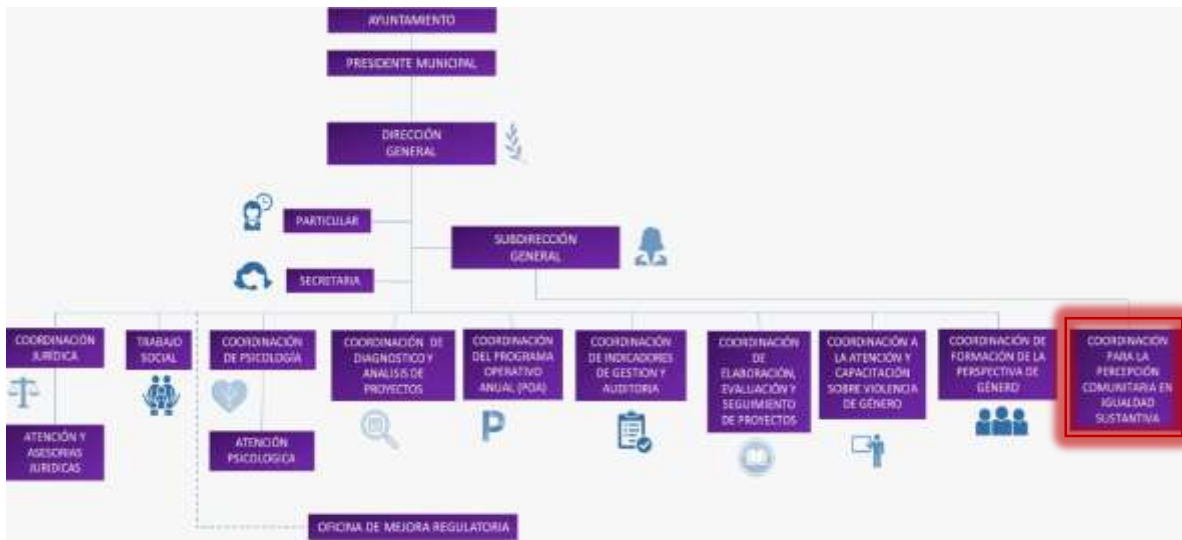 AYUNTAMIENTO
PRESIDENTE MUNICIPAL
DIRECCIÓN
GENERAL
PARTICULAR
SUBDIRECCIÓN
GENERAL
SECRETARIA
COORDINACIÓN
JURÍDICA
TRABAJO
SOCIAL
COORDINACIÓN
DE PSICOLOGÍA
COORDINACIÓN DE
DIAGNOSTICO Y
ANALISIS DE
PROYECTOS
COORDINACIÓN
DEL PROGRAMA
OPERATIVO
ANUAL (POA)
COORDINACIÓN
DE INDICADORES
DE GESTION Y
AUDITORIA
COORDINACIÓN
DE
ELABORACIÓN,
EVALUACIÓN Y
SEGUIMIENTO
DE PROYECTOS
COORDINACIÓN A
LA ATENCIÓN Y
CAPACITACIÓN
SOBRE VIOLENCIA
DE GÉNERO
COORDINACIÓN DE
FORMACIÓN DE LA
PERSPECTIVA DE
GÉNERO
COORDINACIÓN
PARA LA
PERCEPCIÓN
COMUNITARIA EN
IGUALDAD
SUSTANTIVA
P
ATENCIÓN Y
ASESORIAS
JURIDICAS
ATENCIÓN
PSICOLOGICA
OFICINA DE MEJORA REGULATORIA